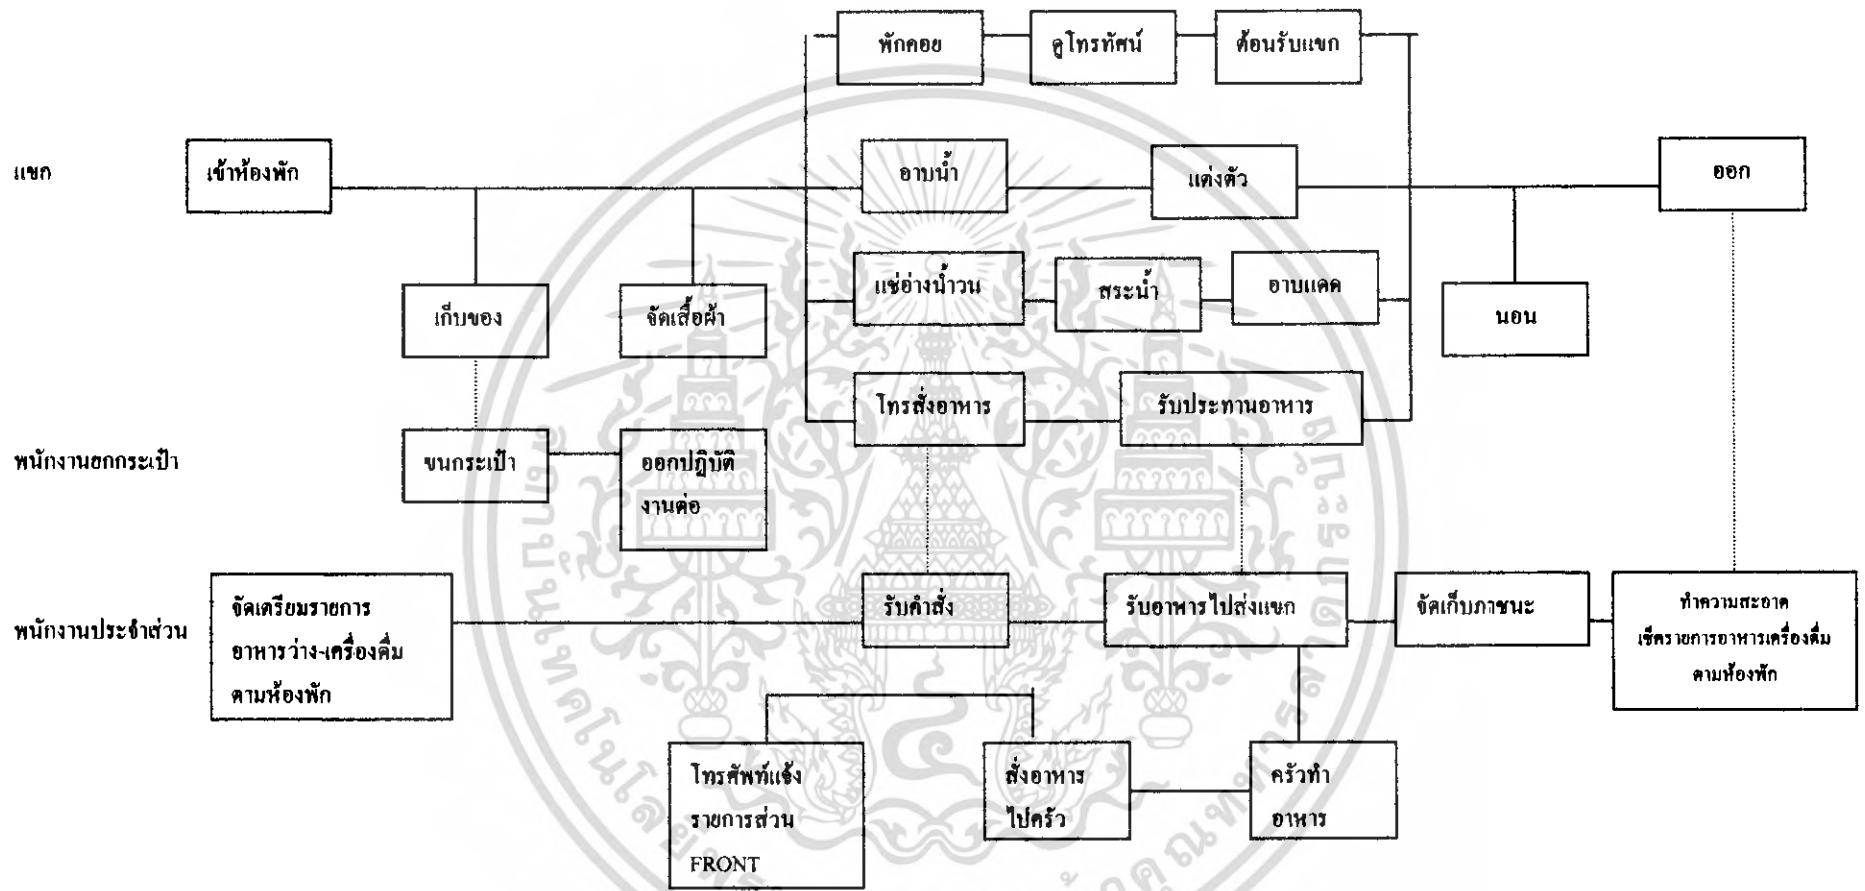 พักคอย
ดูโทรทัศน์
ต้อนรับแขก
แขก
เข้าห้องพัก
อาบน้ำ
แต่งตัว
ออก
เก็บของ
จัดเสื้อผ้า
แช่อ่างน้ำวน
สระน้ำ
อาบแดด
นอน
โทรสั่งอาหาร
รับประทานอาหาร
พนักงานยกกระเป๋า
ขนกระเป๋า
ออกปฏิบัติ
งานต่อ
พนักงานประจำส่วน
จัดเตรียมรายการ
อาหารว่าง-เครื่องดื่ม
ตามห้องพัก
รับคำสั่ง
รับอาหารไปส่งแขก
จัดเก็บภาชนะ
ทำความสะอาด
เช็ครายการอาหารเครื่องดื่ม
ตามห้องพัก
โทรศัพท์แจ้ง
รายการส่วน
FRONT
สั่งอาหาร
ไปครัว
ครัวทำ
อาหาร